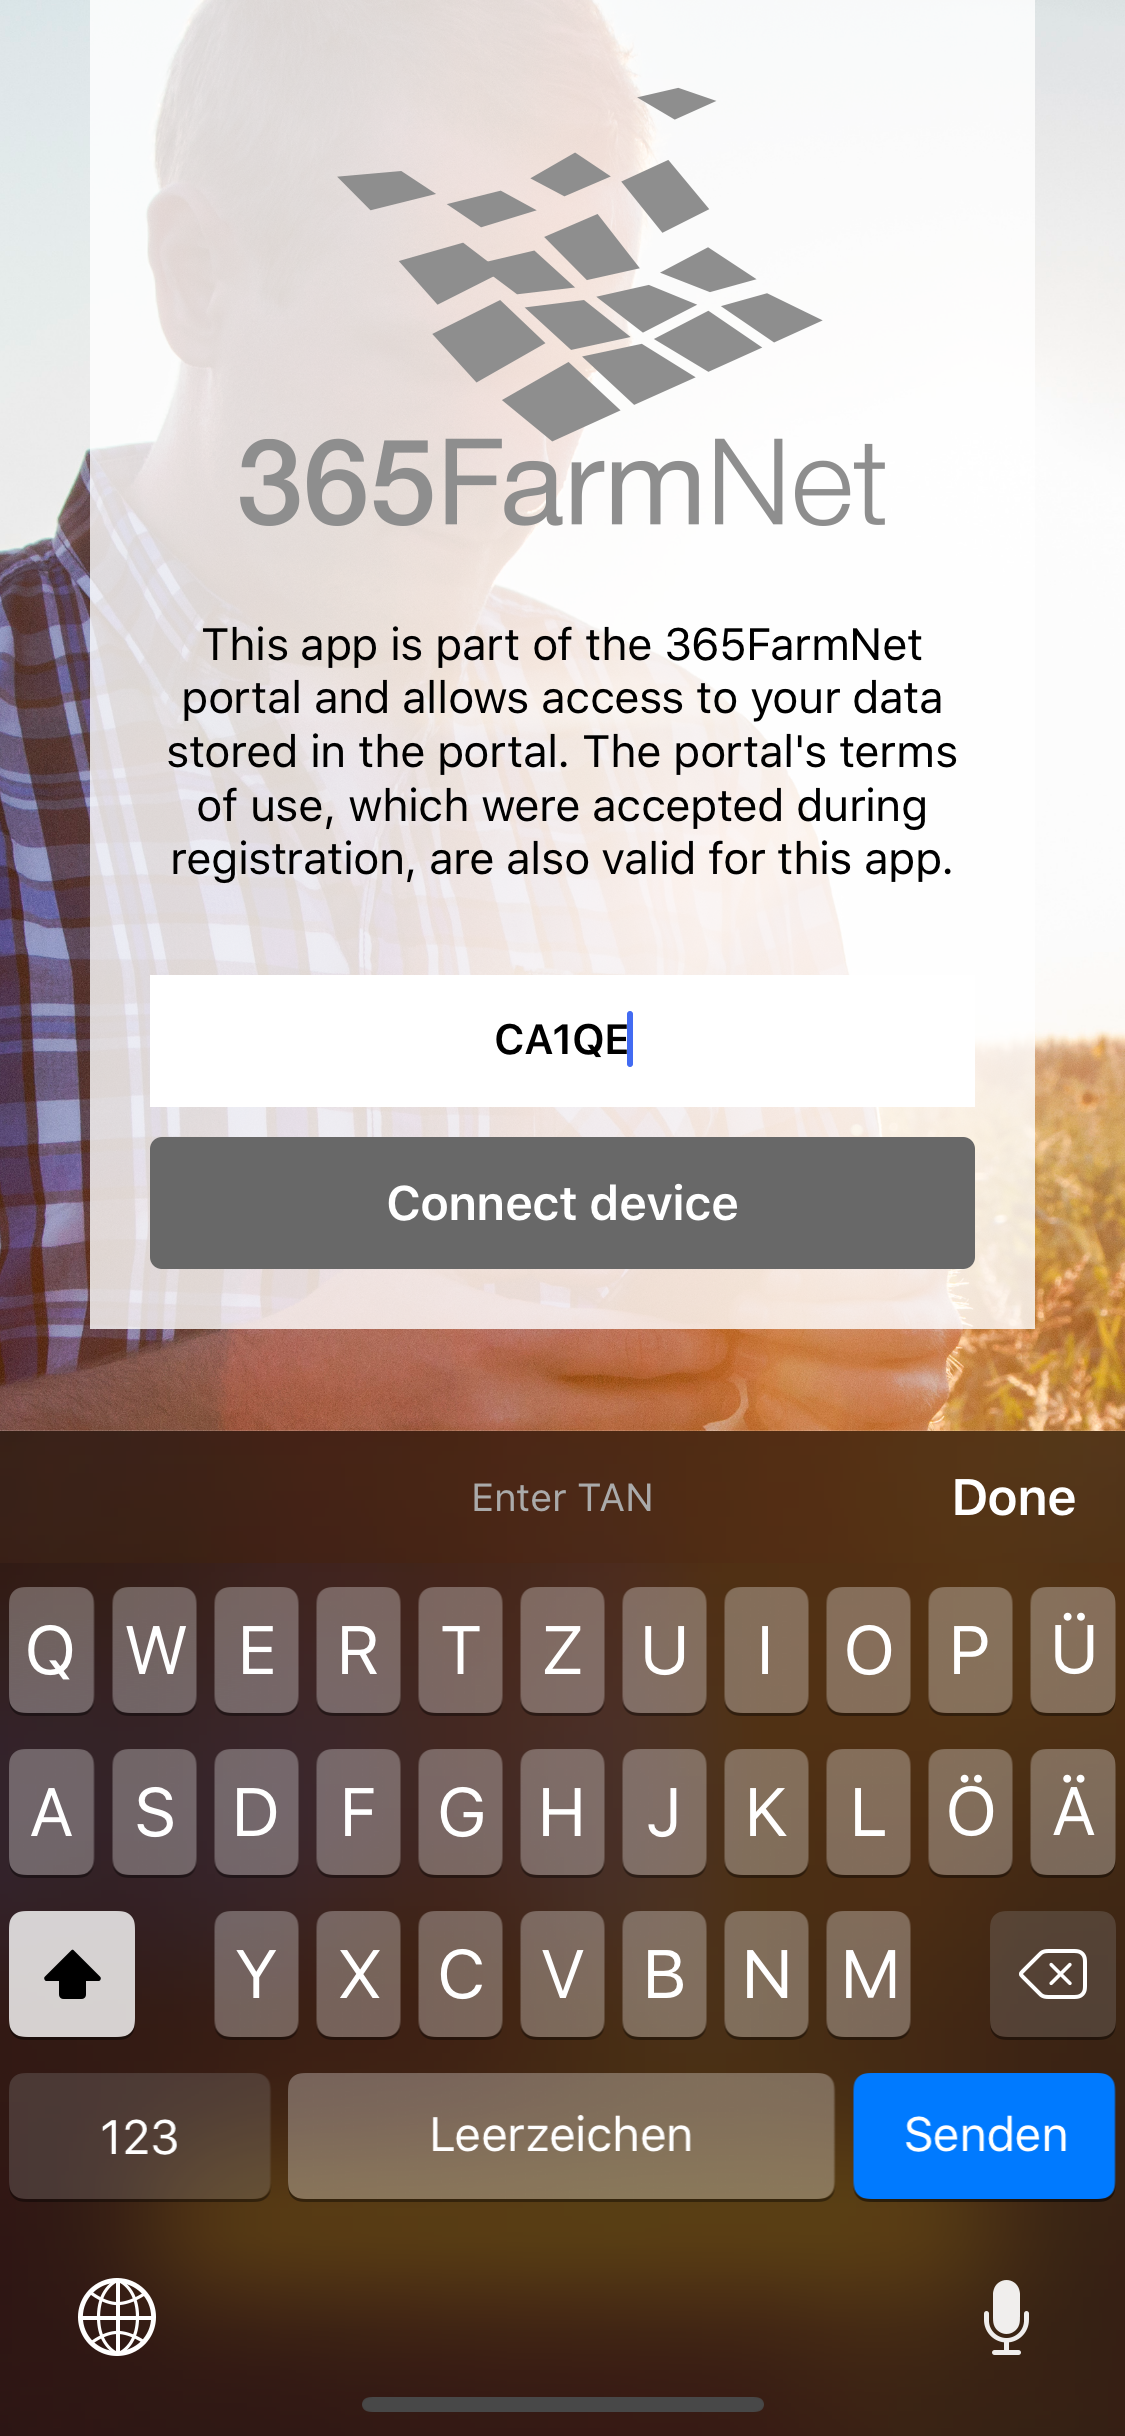 365FarmNet
This app is part of the 365FarmNet
portal and allows access to your data
stored in the portal. The portal's terms
of use, which were accepted during
registration, are also valid for this app.
CA1QE
Connect device
Enter TAN
Done
Q W E R T Z U I O P Ü
A S D F G H J K L Ö Ä
Y X C V B N M
123 Leerzeichen Senden